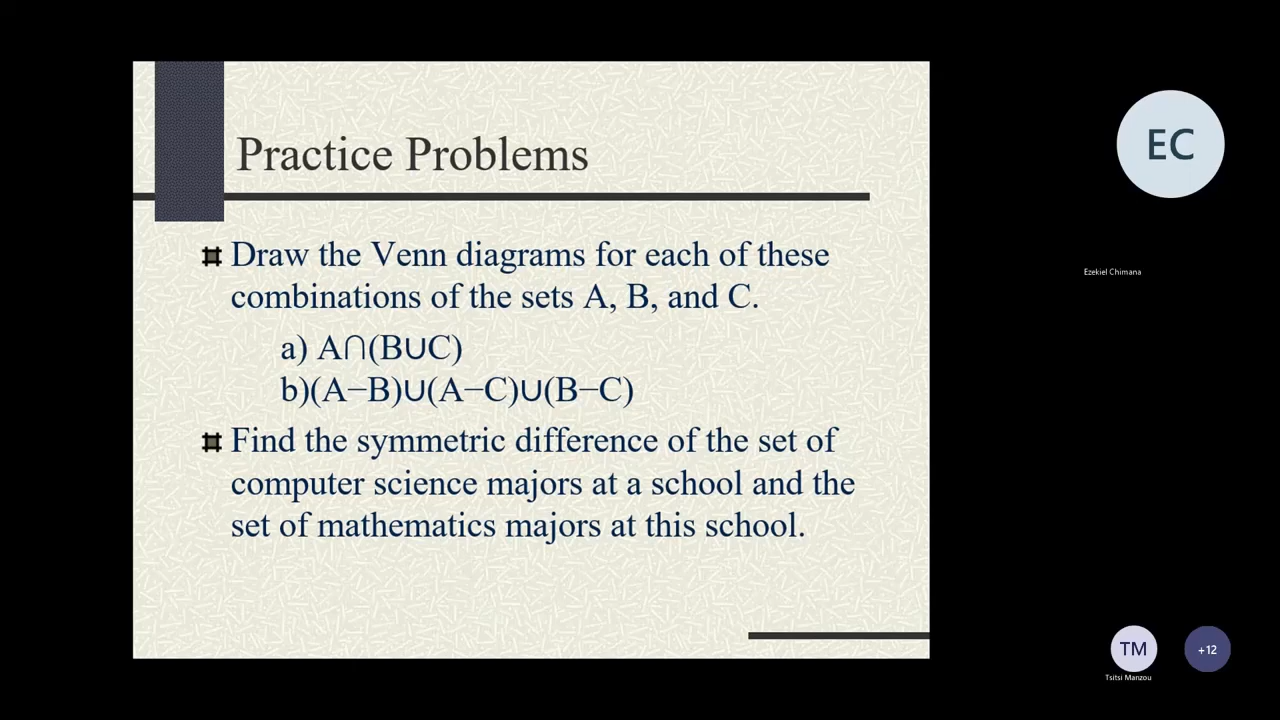 Practice Problems
Draw the Venn diagrams for each of these
combinations of the sets A, B, and C.
a) A∩(B∪C)
b)(A−B)∪(A−C)∪(B−C)
Find the symmetric difference of the set of
computer science majors at a school and the
set of mathematics majors at this school.
EC
Ezekiel Chimana
TM
+12
Tsitsi Manzou